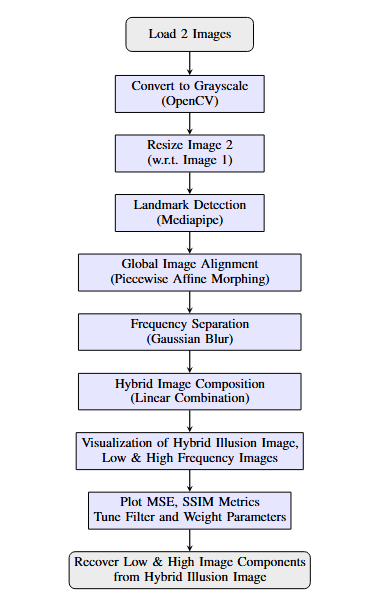 Load 2 Images
Convert to Grayscale
(OpenCV)
Resize Image 2
(w.r.t. Image 1)
Landmark Detection
(Mediapipe)
Global Image Alignment
(Piecewise Affine Morphing)
Frequency Separation
(Gaussian Blur)
Hybrid Image Composition
(Linear Combination)
Visualization of Hybrid Illusion Image,
Low & High Frequency Images
Plot MSE, SSIM Metrics
Tune Filter and Weight Parameters
Recover Low & High Image Components
from Hybrid Illusion Image